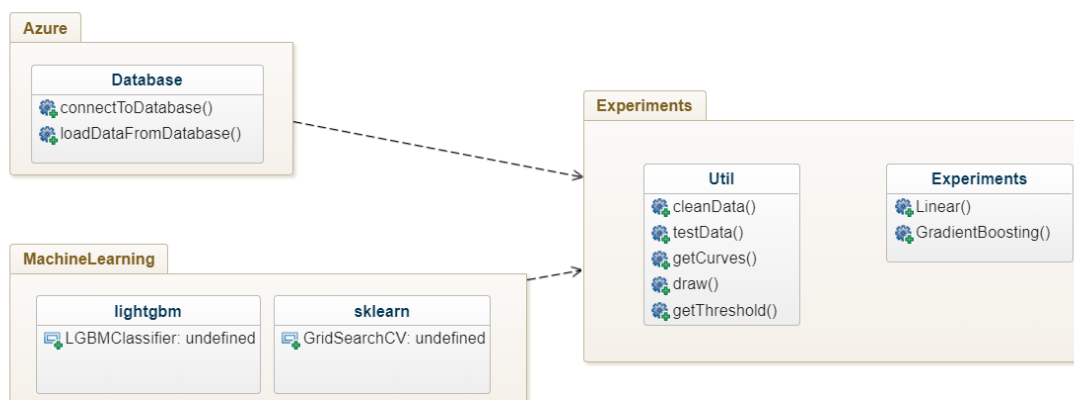 Azure
Database
connectToDatabase()
loadDataFromDatabase()
MachineLearning
lightgbm
LGBMClassifier: undefined
sklearn
GridSearchCV: undefined
Experiments
Util
cleanData()
testData()
getCurves()
draw()
getThreshold()
Experiments
Linear()
GradientBoosting()